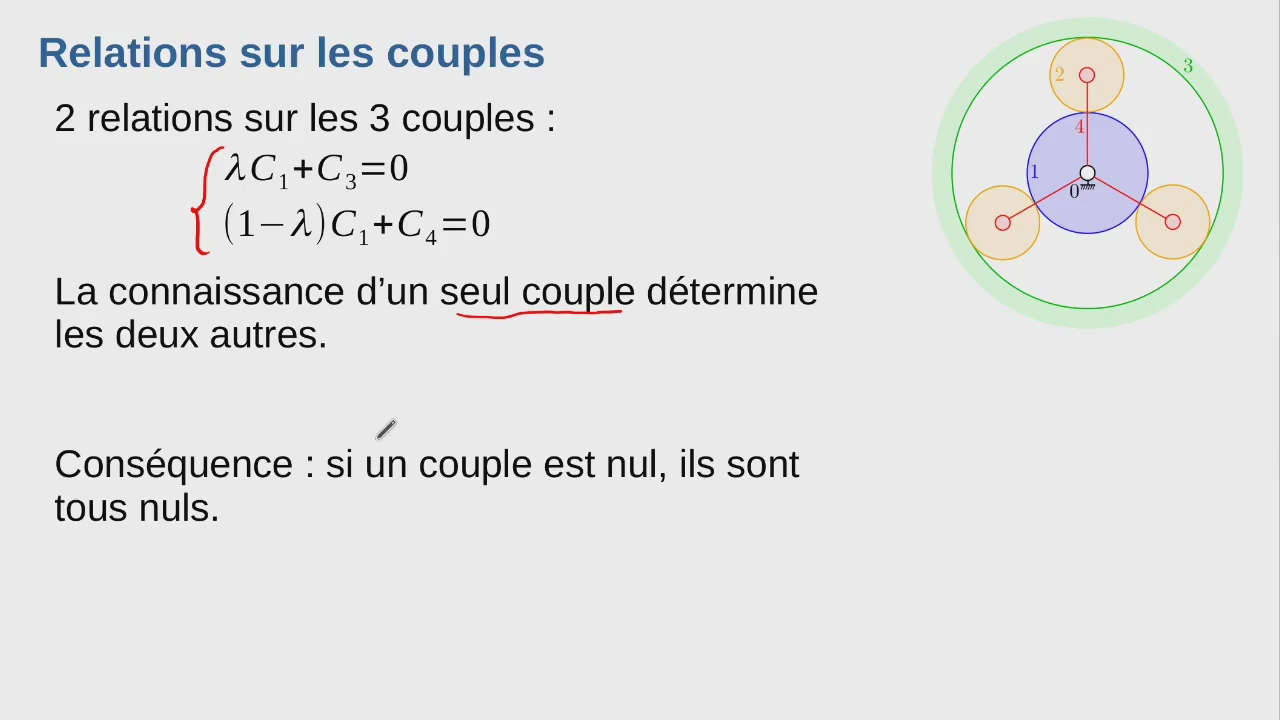 Relations sur les couples
2 relations sur les 3 couples :
λC₁+C₃=0
(1−λ)C₁+C₄=0
La connaissance d’un seul couple détermine
les deux autres.
Conséquence : si un couple est nul, ils sont
tous nuls.
3
2
4
1
0